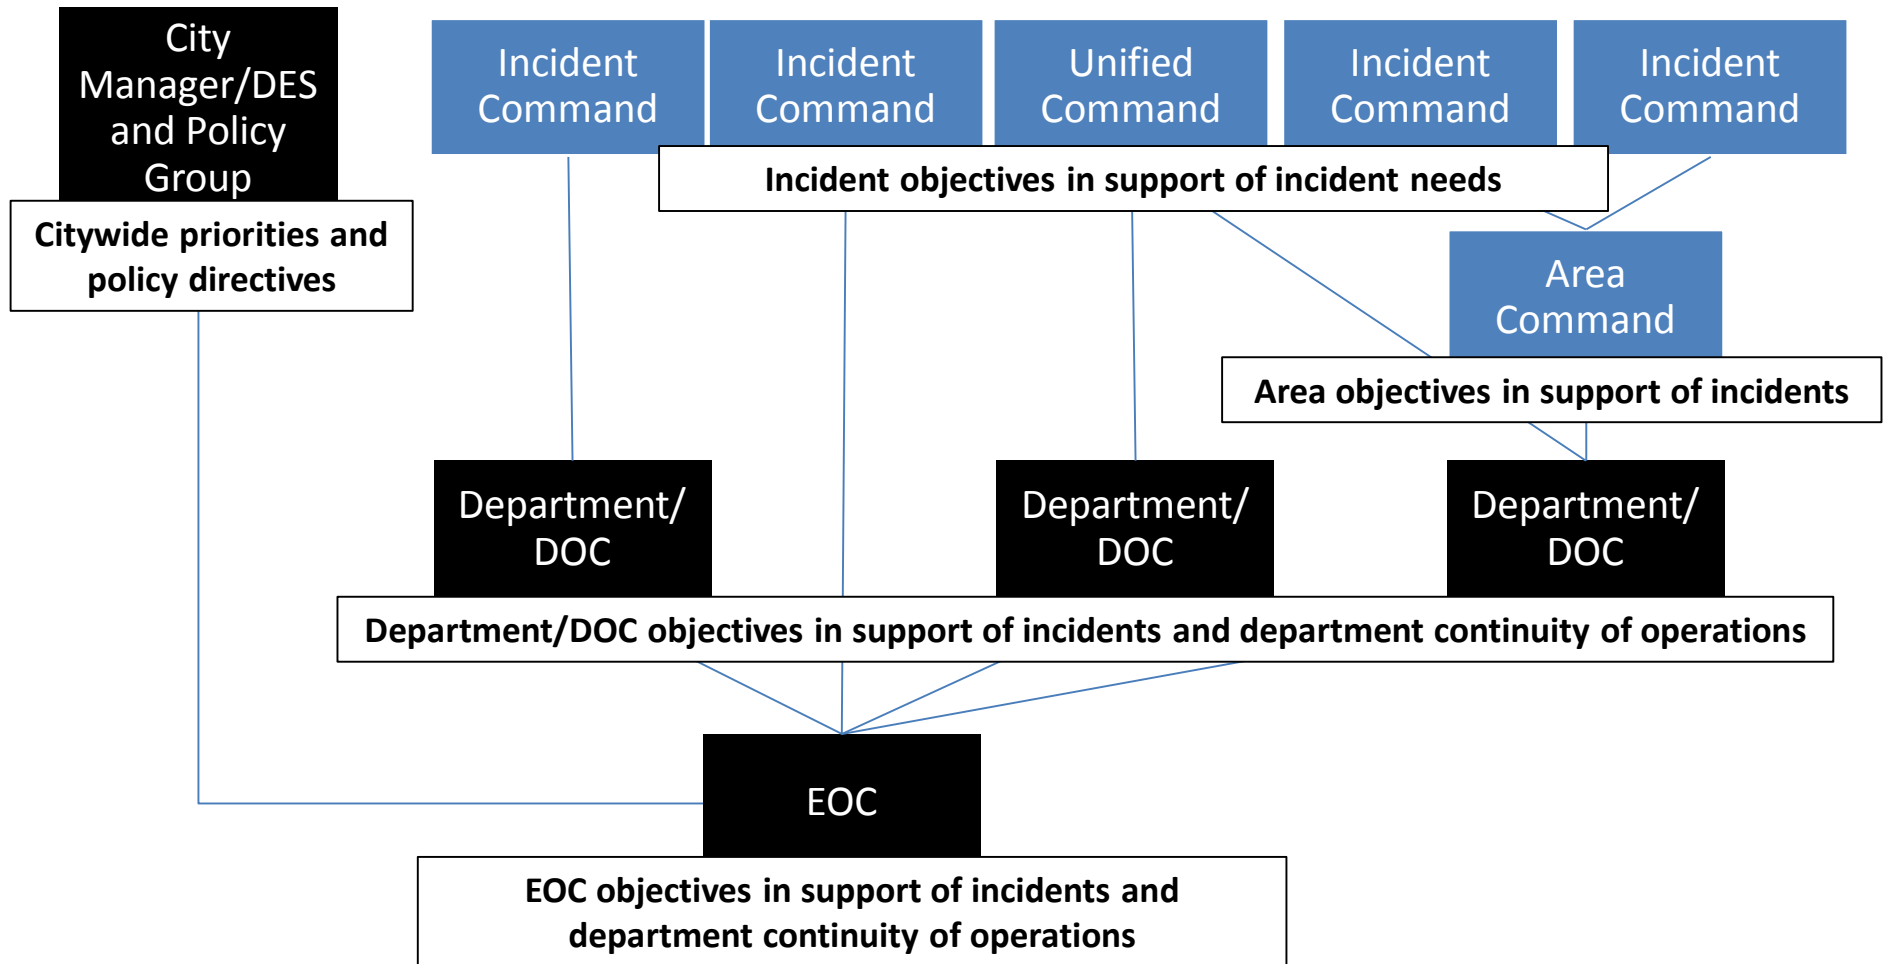 City
Manager/DES
and Policy
Group
Citywide priorities and
policy directives
Incident
Command
Incident
Command
Unified
Command
Incident
Command
Incident
Command
Incident objectives in support of incident needs
Area
Command
Area objectives in support of incidents
Department/
DOC
Department/
DOC
Department/
DOC
Department/DOC objectives in support of incidents and department continuity of operations
EOC
EOC objectives in support of incidents and
department continuity of operations